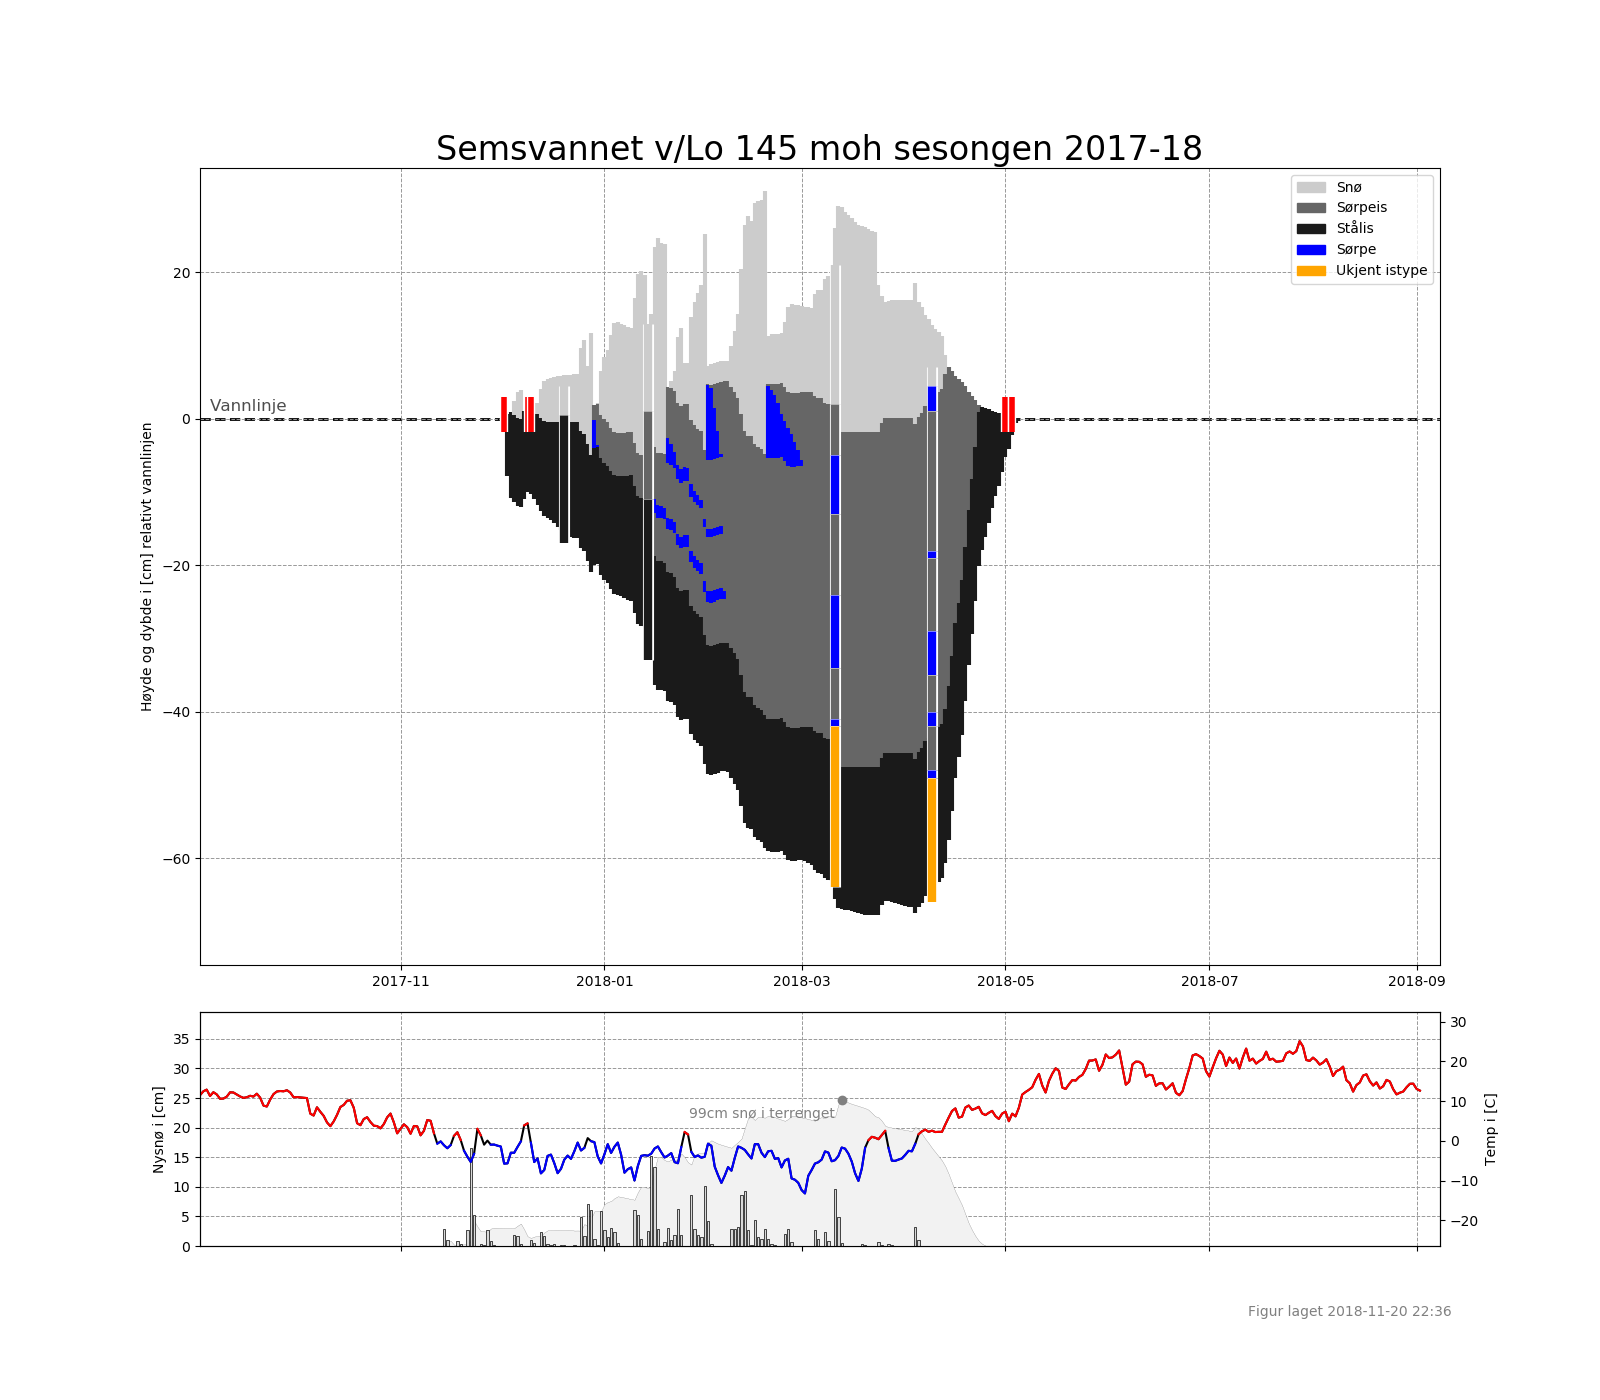 Semsvannet v/Lo 145 moh sesongen 2017-18
Snø
Sørpeis
Stålis
Sørpe
Ukjent istype
Vannlinje
Høyde og dybde i [cm] relativt vannlinjen
20
0
−20
−40
−60
2017-11
2018-01
2018-03
2018-05
2018-07
2018-09
Nysnø i [cm]
35
30
25
20
15
10
5
0
99cm snø i terrenget
30
20
10
0
−10
−20
Temp i [C]
Figur laget 2018-11-20 22:36